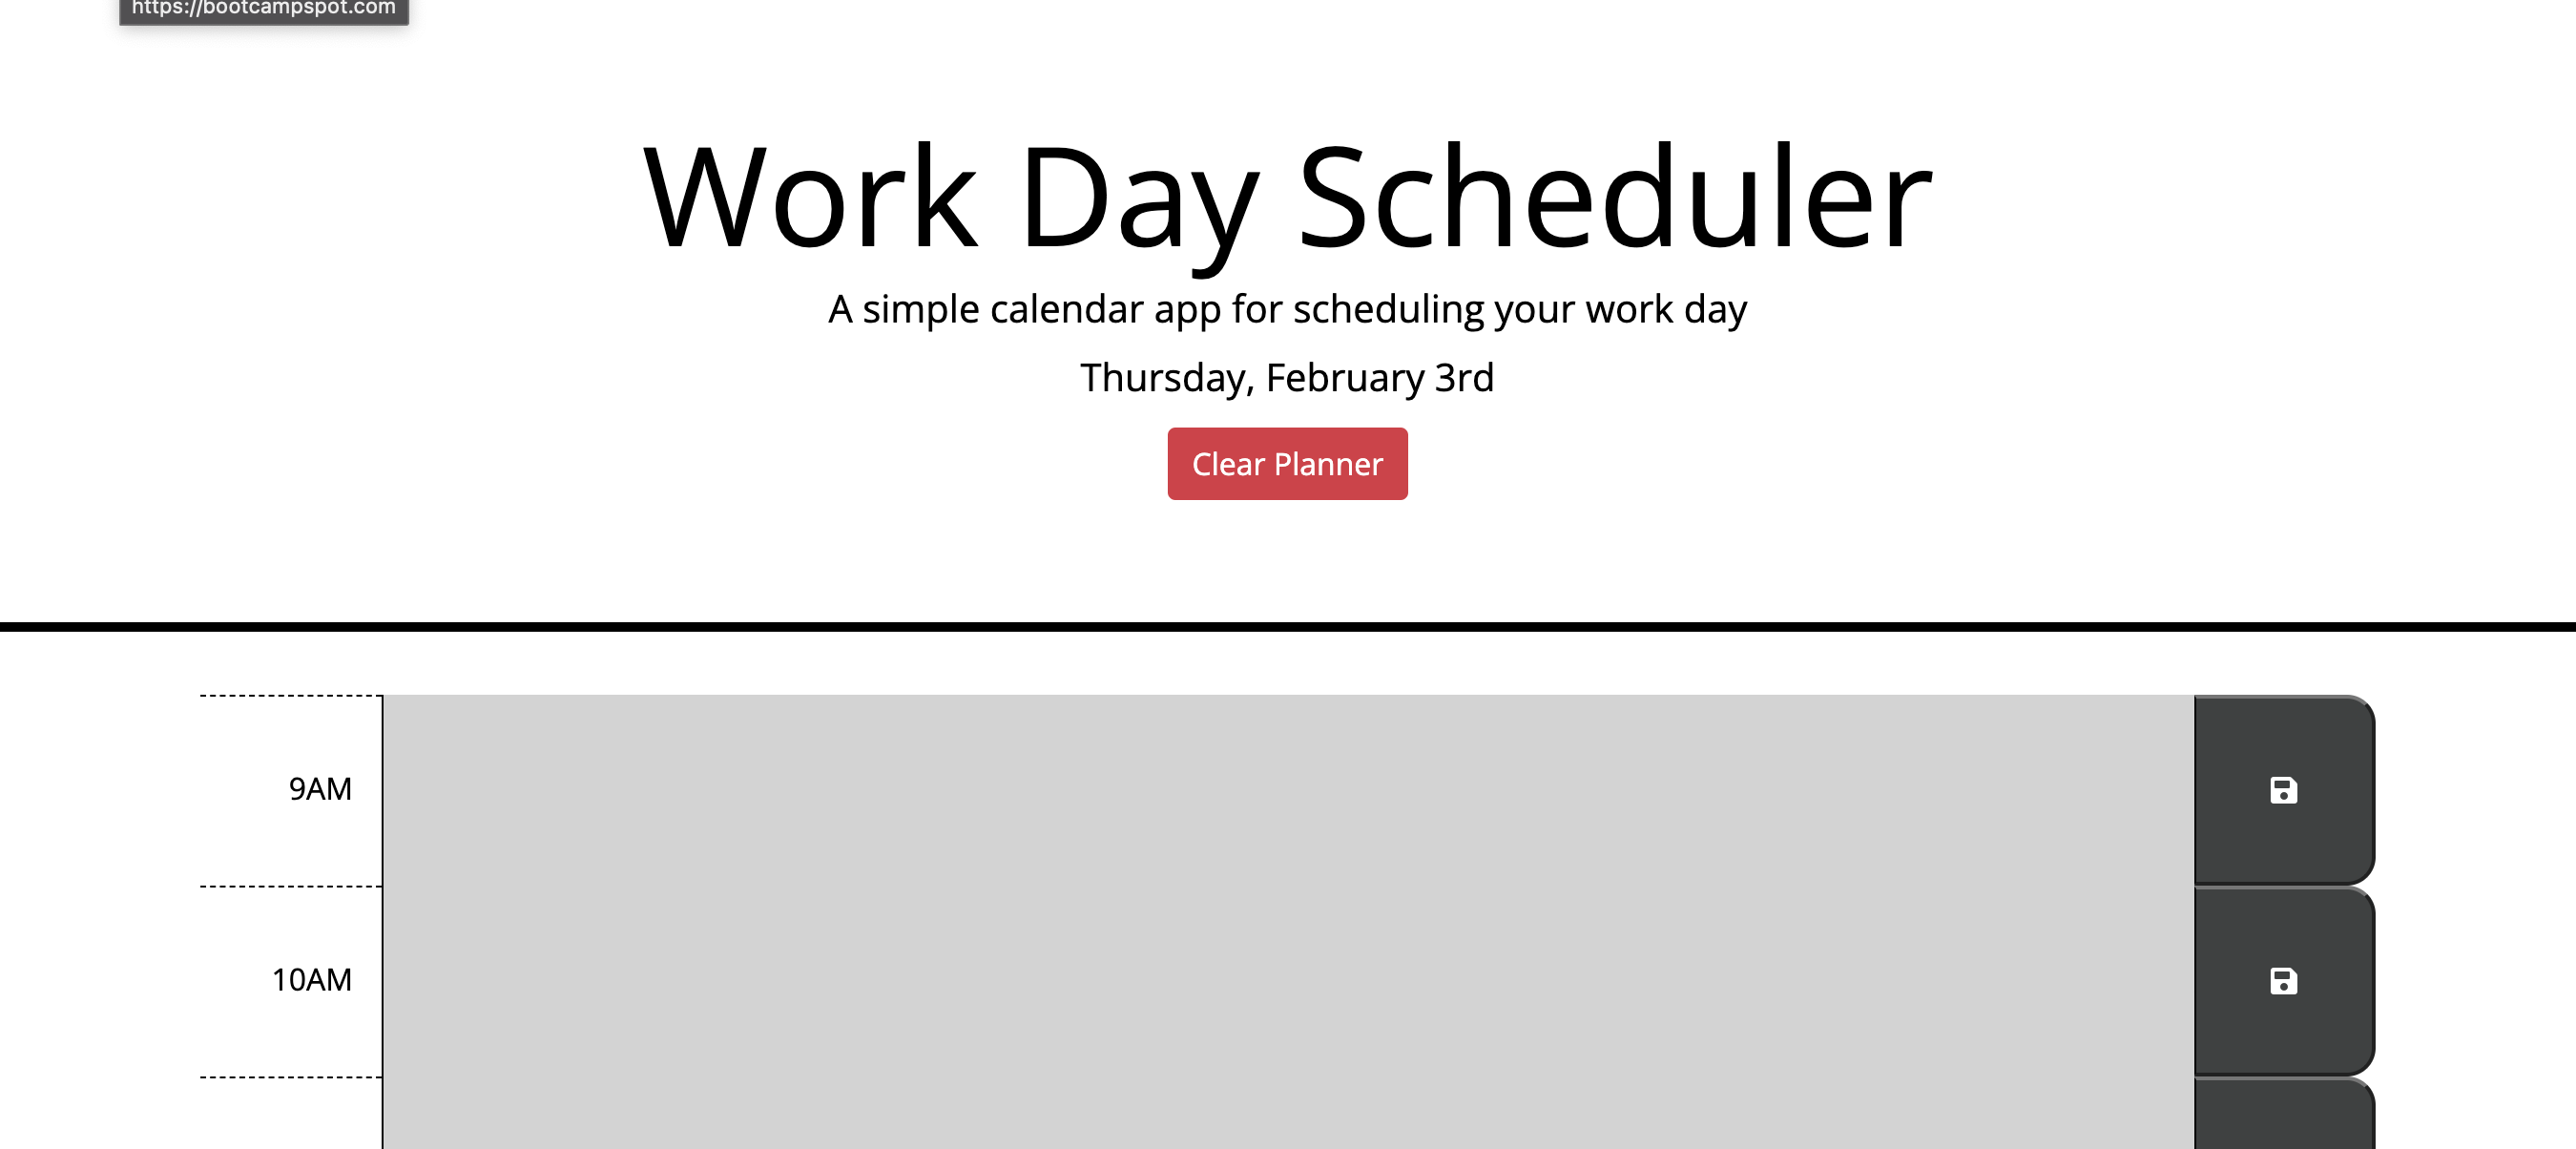 https://bootcampspot.com
Work Day Scheduler
A simple calendar app for scheduling your work day
Thursday, February 3rd
Clear Planner
9AM
10AM